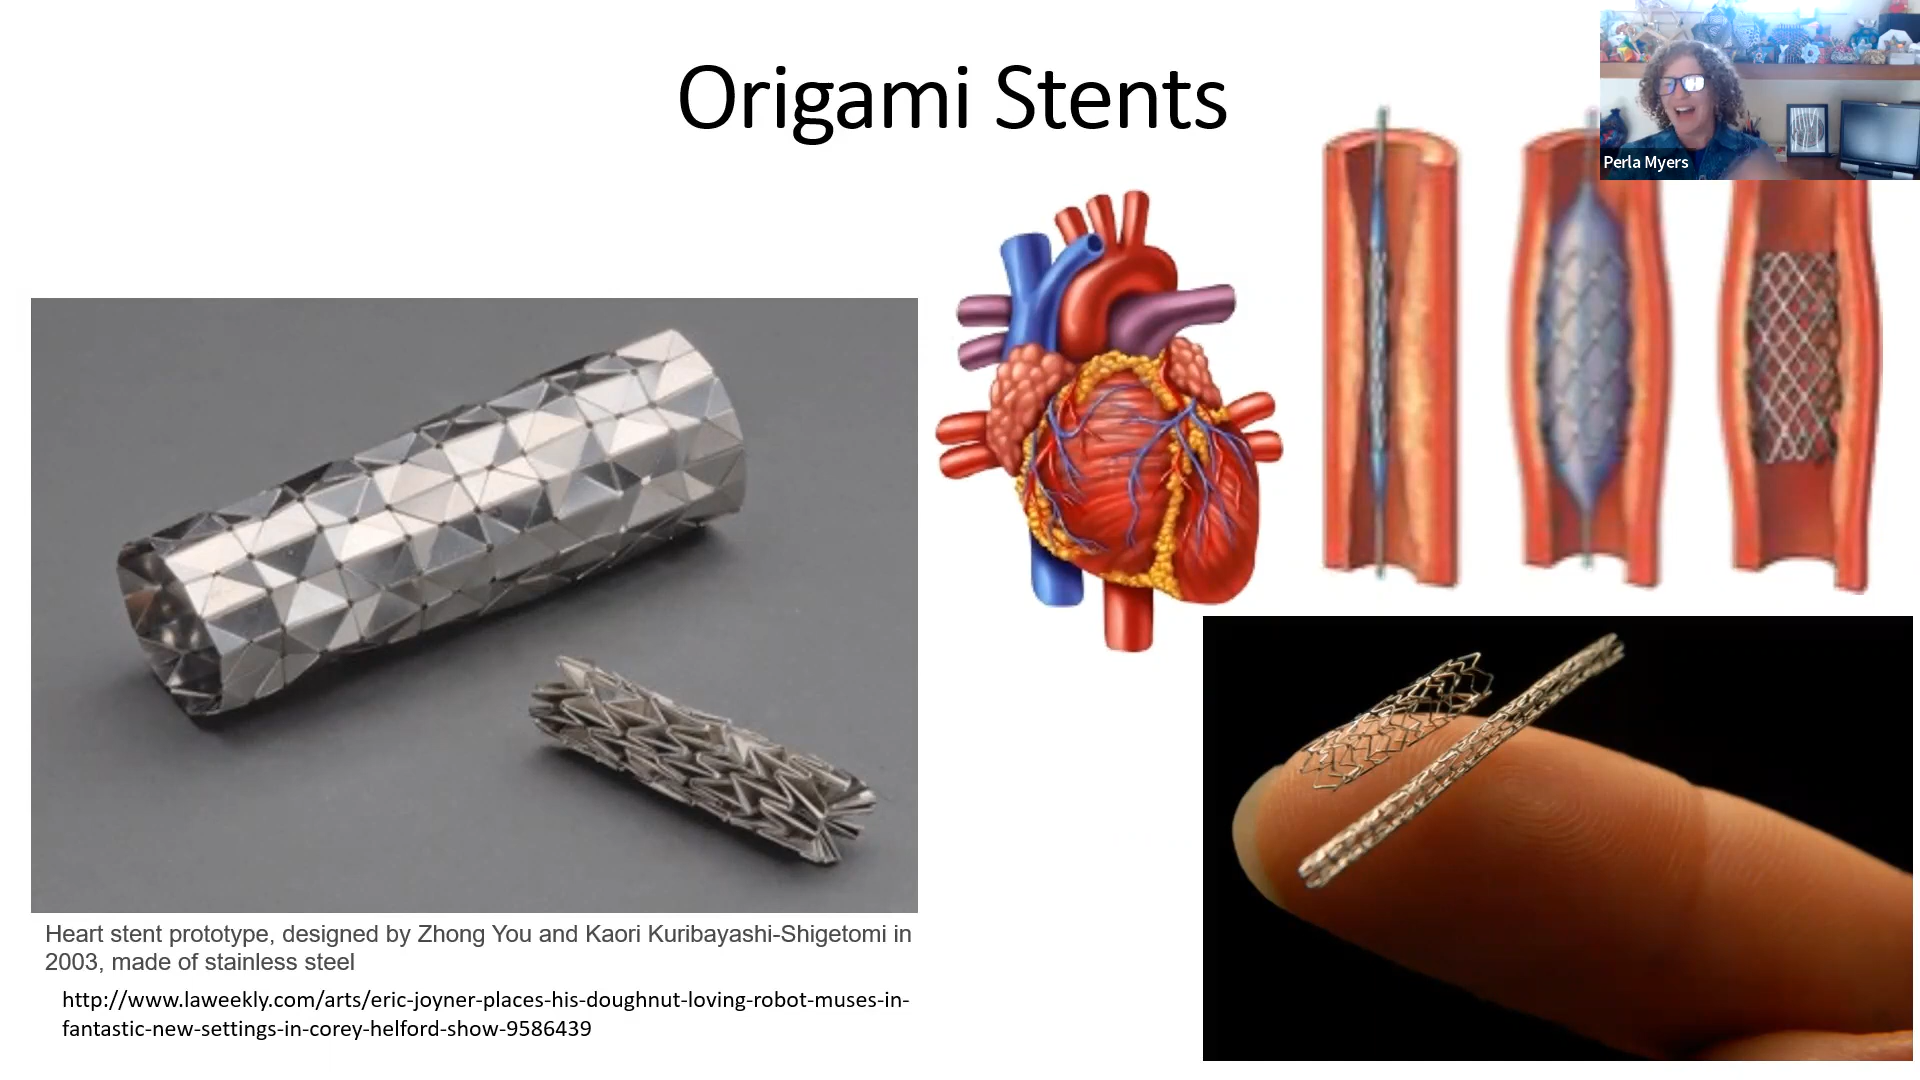 Origami Stents
Perla Myers
Heart stent prototype, designed by Zhong You and Kaori Kuribayashi-Shigetomi in
2003, made of stainless steel
http://www.laweekly.com/arts/eric-joyner-places-his-doughnut-loving-robot-muses-in-
fantastic-new-settings-in-corey-helford-show-9586439